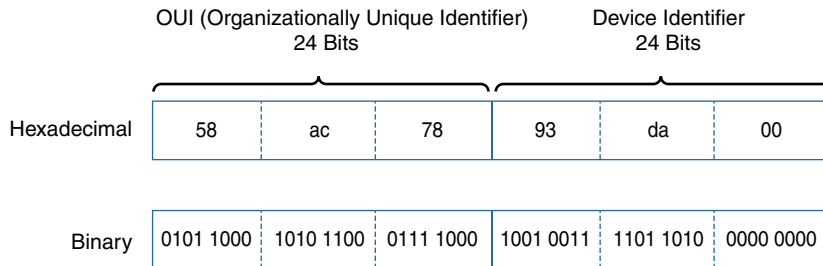 OUI (Organizationally Unique Identifier) Device Identifier
24 Bits 24 Bits
Hexadecimal 58 ac 78 93 da 00
Binary 0101 1000 1010 1100 0111 1000 1001 0011 1101 1010 0000 0000